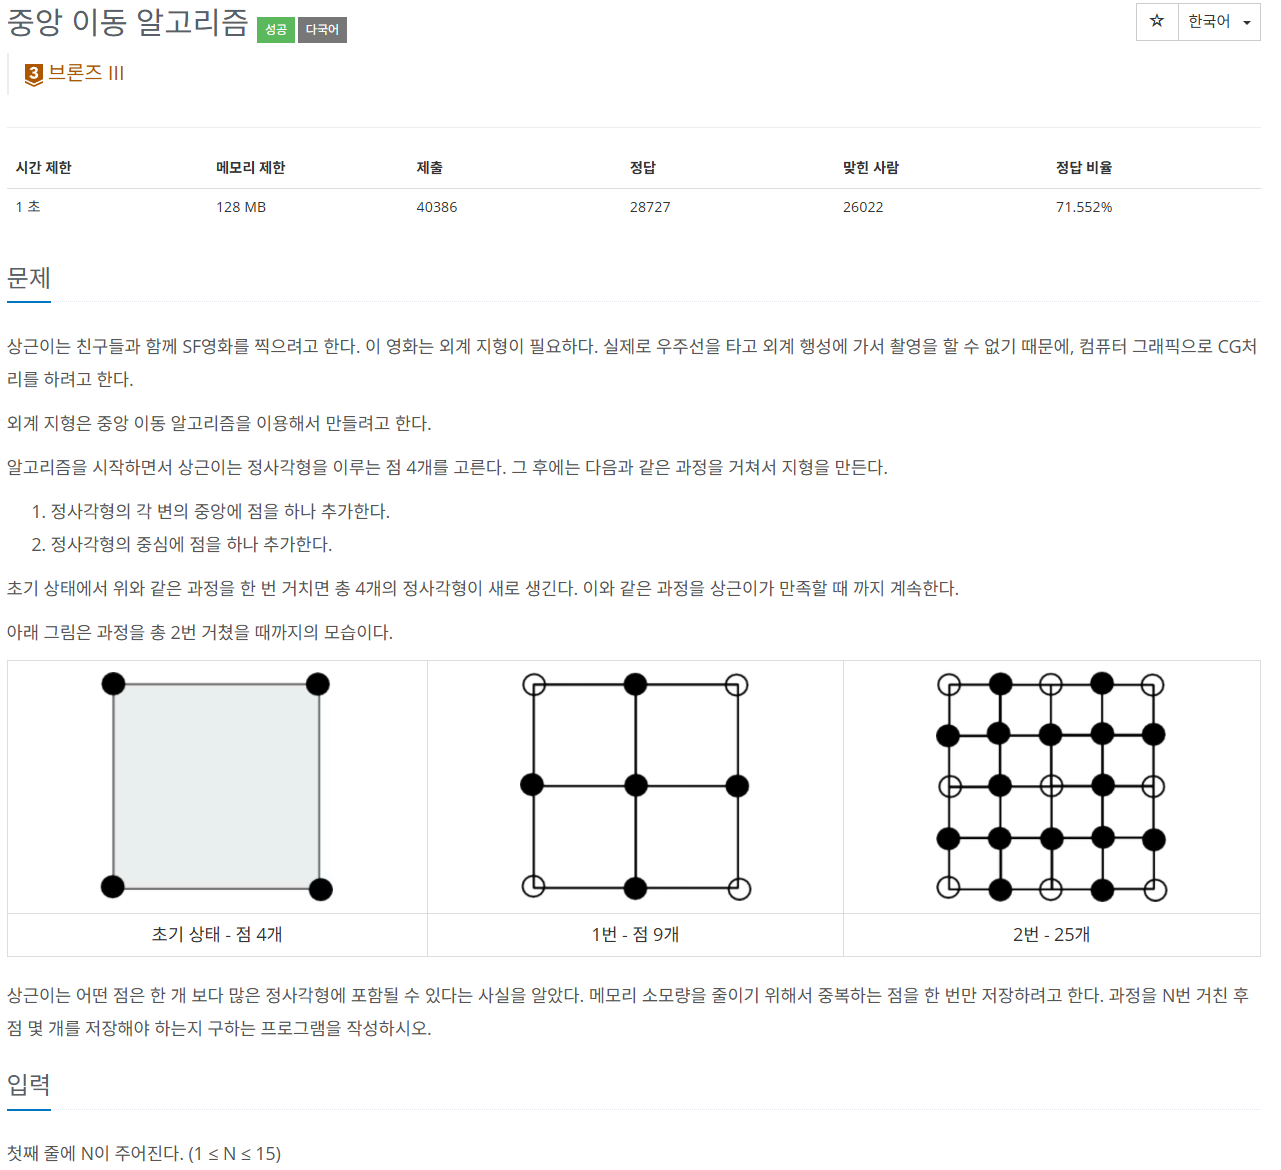 중앙 이동 알고리즘 성공 다국어 ☆ 한국어
3 브론즈 III
시간 제한 메모리 제한 제출 정답 맞힌 사람 정답 비율
1 초 128 MB 40386 28727 26022 71.552%
문제
상근이는 친구들과 함께 SF영화를 찍으려고 한다. 이 영화는 외계 지형이 필요하다. 실제로 우주선을 타고 외계 행성에 가서 촬영을 할 수 없기 때문에, 컴퓨터 그래픽으로 CG처
리를 하려고 한다.
외계 지형은 중앙 이동 알고리즘을 이용해서 만들려고 한다.
알고리즘을 시작하면서 상근이는 정사각형을 이루는 점 4개를 고른다. 그 후에는 다음과 같은 과정을 거쳐서 지형을 만든다.
1. 정사각형의 각 변의 중앙에 점을 하나 추가한다.
2. 정사각형의 중심에 점을 하나 추가한다.
초기 상태에서 위와 같은 과정을 한 번 거치면 총 4개의 정사각형이 새로 생긴다. 이와 같은 과정을 상근이가 만족할 때 까지 계속한다.
아래 그림은 과정을 총 2번 거쳤을 때까지의 모습이다.
초기 상태 - 점 4개 1번 - 점 9개 2번 - 25개
상근이는 어떤 점은 한 개 보다 많은 정사각형에 포함될 수 있다는 사실을 알았다. 메모리 소모량을 줄이기 위해서 중복하는 점을 한 번만 저장하려고 한다. 과정을 N번 거친 후
점 몇 개를 저장해야 하는지 구하는 프로그램을 작성하시오.
입력
첫째 줄에 N이 주어진다. (1 ≤ N ≤ 15)